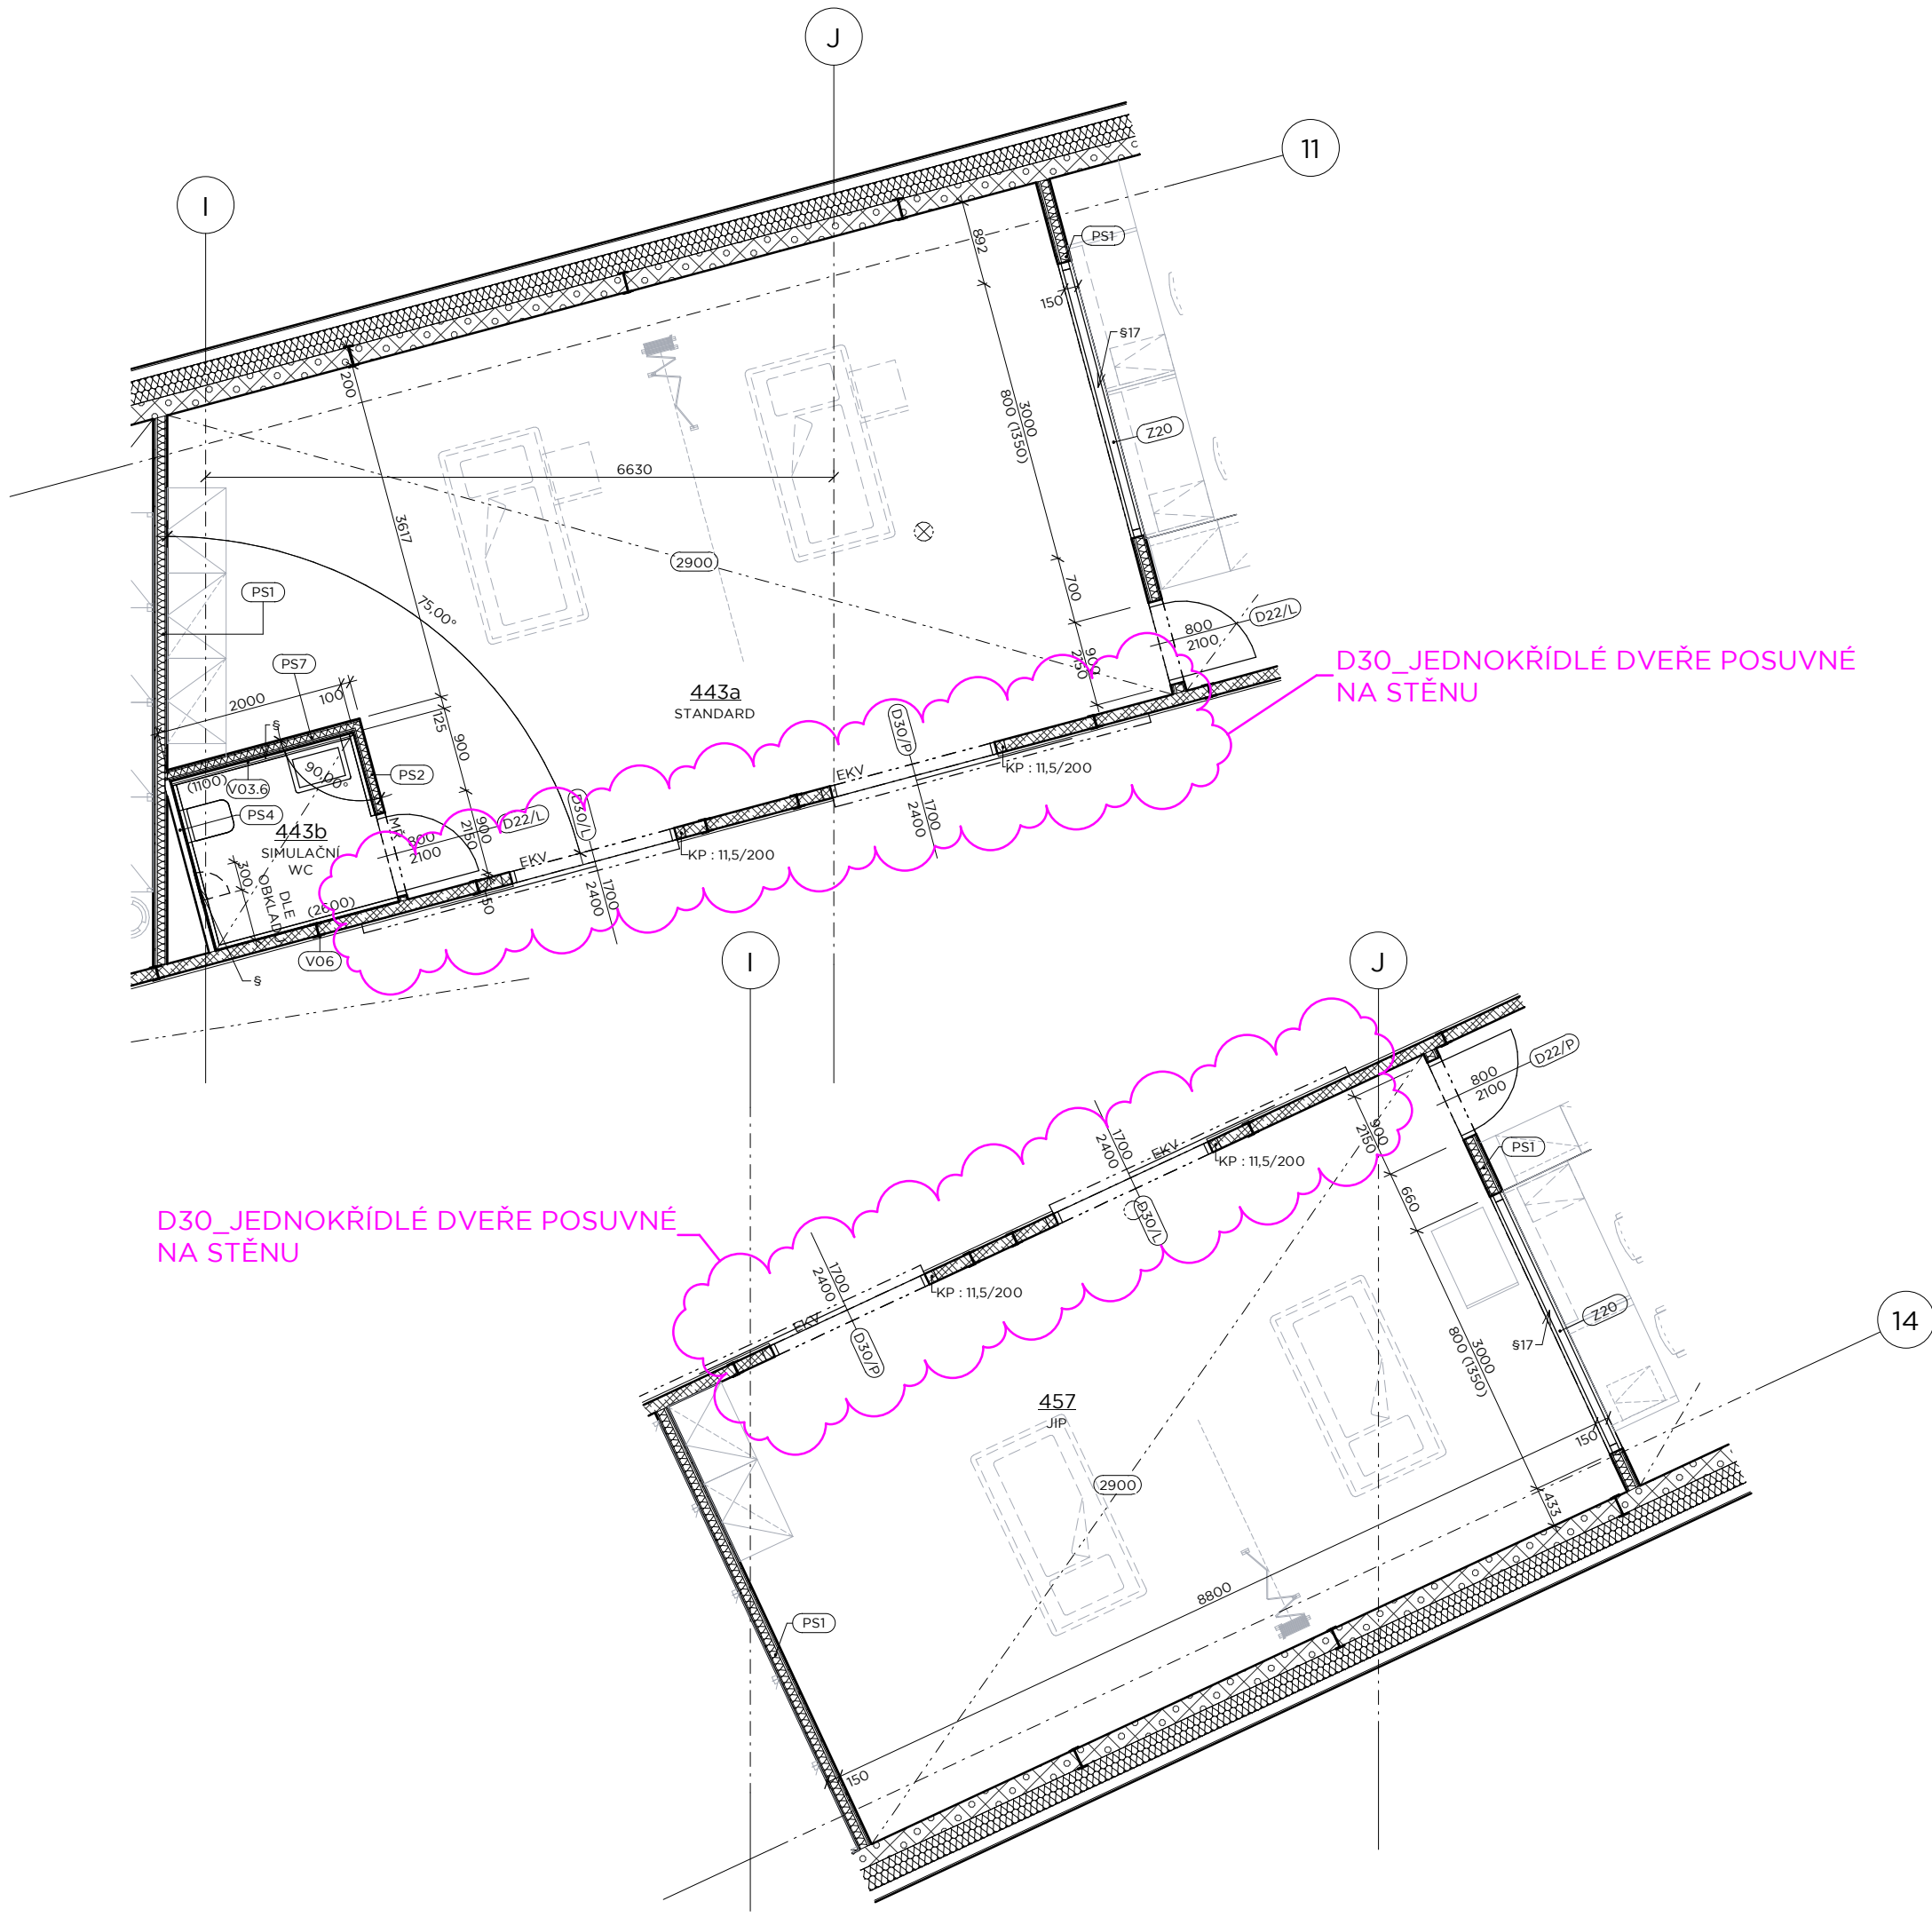 J
11
I
892
PS1
150
§17
200
3000
800 (1350)
Z20
6630
3617
2900
75,00°
PS1
700
D22/L
800
2100
900
2150
PS7
2000
100
443a
STANDARD
D30_JEDNOKŘÍDLÉ DVEŘE POSUVNÉ
NA STĚNU
§
125
D30/P
900
90,00°
PS2
(1100)
V03.6
EKV
KP : 11,5/200
PS4
443b
SIMULAČNÍ
WC
MŘ
800
2100
900
2150
D22/L
D30/L
1700
2400
KP : 11,5/200
EKV
300
DLE
OBKLADU
(2600)
150
1700
2400
V06
§
I
J
D22/P
800
2100
1700
2400
EKV
900
2150
PS1
KP : 11,5/200
660
D30_JEDNOKŘÍDLÉ DVEŘE POSUVNÉ
NA STĚNU
D30/L
1700
2400
KP : 11,5/200
EKV
D30/P
Z20
14
3000
800 (1350)
§17
457
JIP
150
2900
433
8800
PS1
150